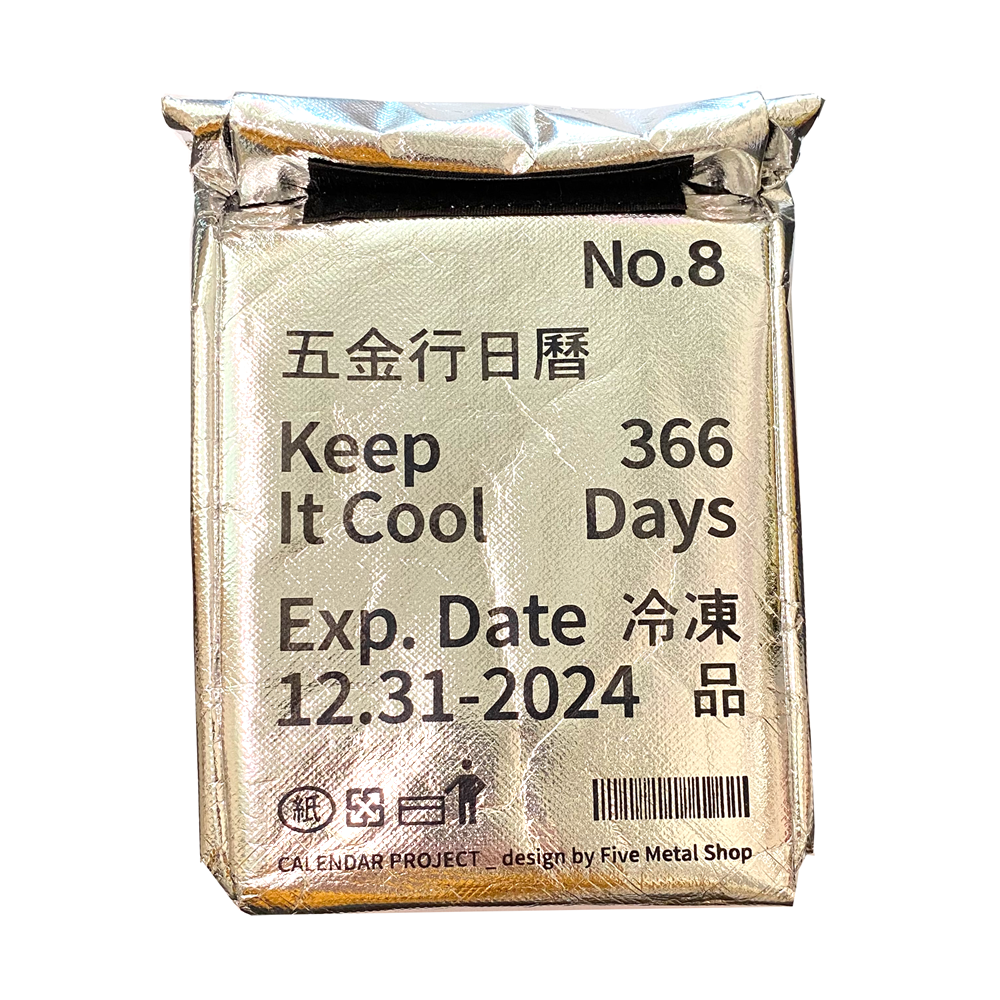 No.8
五金行日曆
Keep 366
It Cool Days
Exp. Date 冷凍
12.31-2024 品
紙
CALENDAR PROJECT _ design by Five Metal Shop